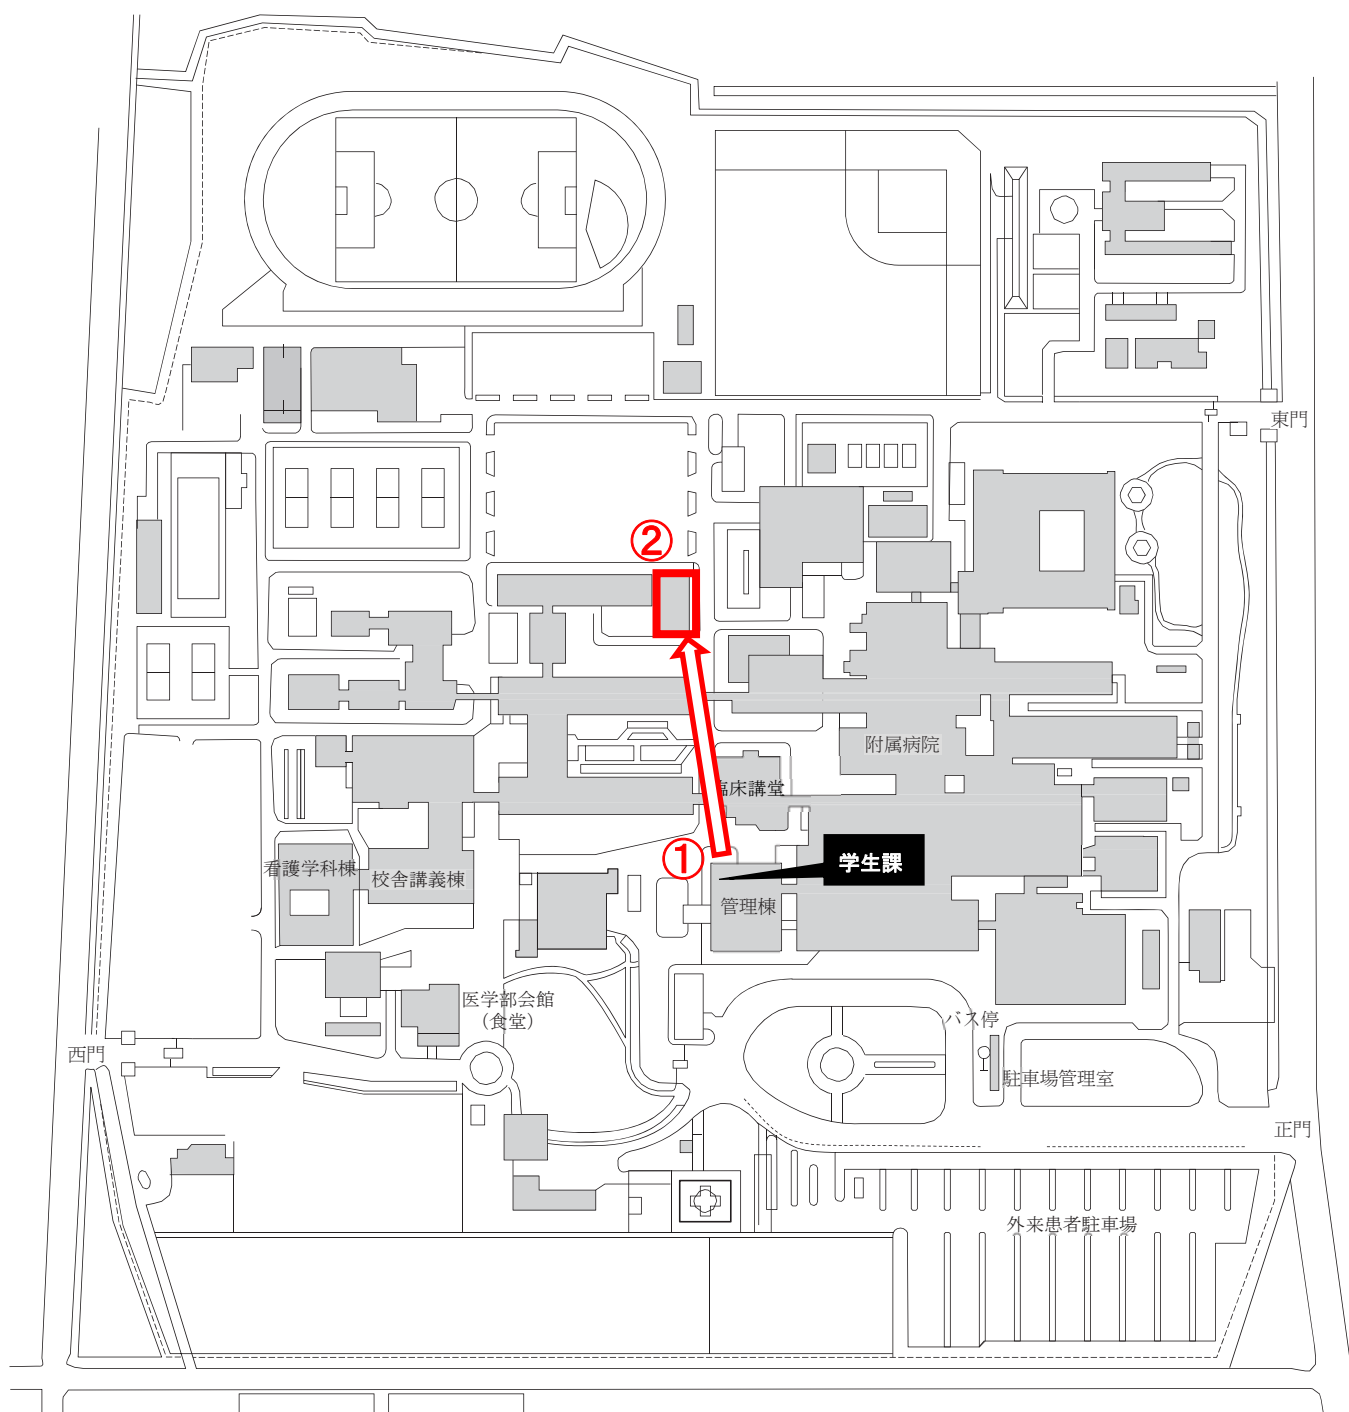 東門
②
附属病院
臨床講堂
①
学生課
看護学科棟
校舎講義棟
管理棟
医学部会館
（食堂）
バス停
西門
駐車場管理室
正門
外来患者駐車場